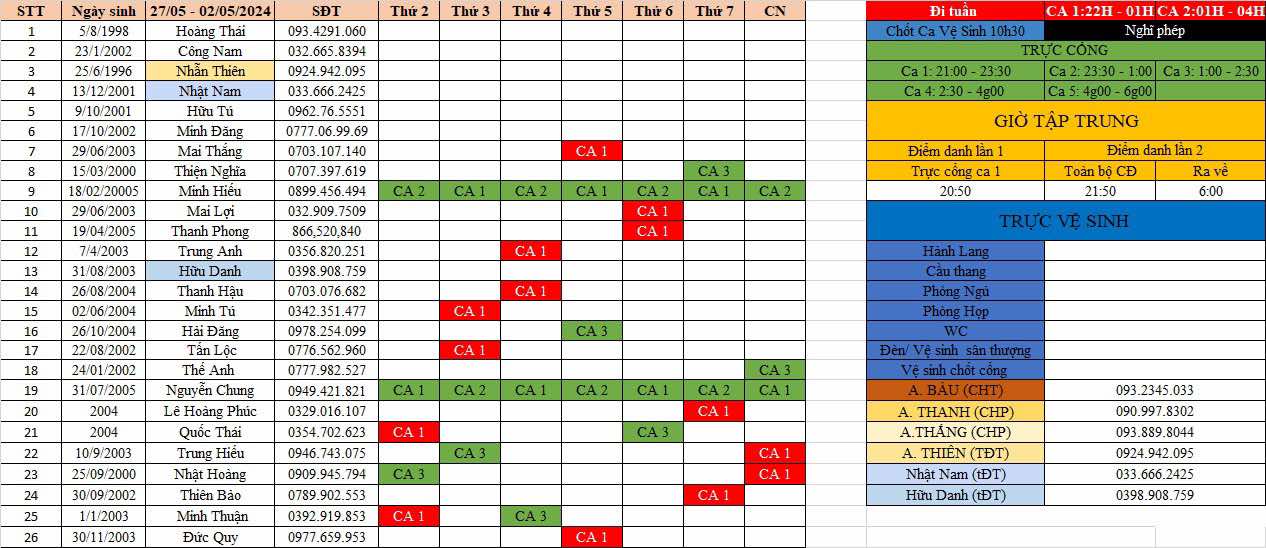 STT Ngày sinh 27/05 - 02/05/2024 SĐT Thứ 2 Thứ 3 Thứ 4 Thứ 5 Thứ 6 Thứ 7 CN Đi tuần CA 1:22H - 01H CA 2:01H - 04H
1 5/8/1998 Hoàng Thái 093.4291.060 Chốt Ca Vệ Sinh 10h30 Nghĩ phép
2 23/1/2002 Công Nam 032.665.8394 TRỰC CỔNG
3 25/6/1996 Nhẫn Thiên 0924.942.095 Ca 1: 21:00 - 23:30 Ca 2: 23:30 - 1:00 Ca 3: 1:00 - 2:30
4 13/12/2001 Nhật Nam 033.666.2425 Ca 4: 2:30 - 4g00 Ca 5: 4g00 - 6g00
5 9/10/2001 Hữu Tú 0962.76.5551
6 17/10/2002 Minh Đăng 0777.06.99.69 GIỜ TẬP TRUNG
7 29/06/2003 Mai Thắng 0703.107.140 CA 1 Điểm danh lần 1 Điểm danh lần 2
8 15/03/2000 Thiện Nghĩa 0707.397.619 CA 3 Trực cổng ca 1 Toàn bộ CĐ Ra về
9 18/02/20005 Minh Hiếu 0899.456.494 CA 2 CA 1 CA 2 CA 1 CA 2 CA 1 CA 2 20:50 21:50 6:00
10 29/06/2003 Mai Lợi 032.909.7509 CA 1
11 19/04/2005 Thanh Phong 866,520,840 CA 1 TRỰC VỆ SINH
12 7/4/2003 Trung Anh 0356.820.251 CA 1 Hành Lang
13 31/08/2003 Hữu Danh 0398.908.759 Cầu thang
14 26/08/2004 Thanh Hậu 0703.076.682 CA 1 Phòng Ngủ
15 02/06/2004 Minh Tú 0342.351.477 CA 1 Phòng Họp
16 26/10/2004 Hải Đăng 0978.254.099 CA 3 WC
17 22/08/2002 Tấn Lộc 0776.562.960 CA 1 Đèn/ Vệ sinh sân thượng
18 24/01/2002 Thế Anh 0777.982.527 CA 3 Vệ sinh chốt cổng
19 31/07/2005 Nguyễn Chung 0949.421.821 CA 1 CA 2 CA 1 CA 2 CA 1 CA 2 CA 1 A. BẢU (CHT) 093.2345.033
20 2004 Lê Hoàng Phúc 0329.016.107 CA 1 A. THANH (CHP) 090.997.8302
21 2004 Quốc Thái 0354.702.623 CA 1 CA 3 A.THẮNG (CHP) 093.889.8044
22 10/9/2003 Trung Hiếu 0946.743.075 CA 3 CA 1 A. THIÊN (TĐT) 0924.942.095
23 25/09/2000 Nhật Hoàng 0909.945.794 CA 3 CA 1 Nhật Nam (tĐT) 033.666.2425
24 30/09/2002 Thiên Bảo 0789.902.553 CA 1 Hữu Danh (tĐT) 0398.908.759
25 1/1/2003 Minh Thuận 0392.919.853 CA 1 CA 3
26 30/11/2003 Đức Quy 0977.659.953 CA 1